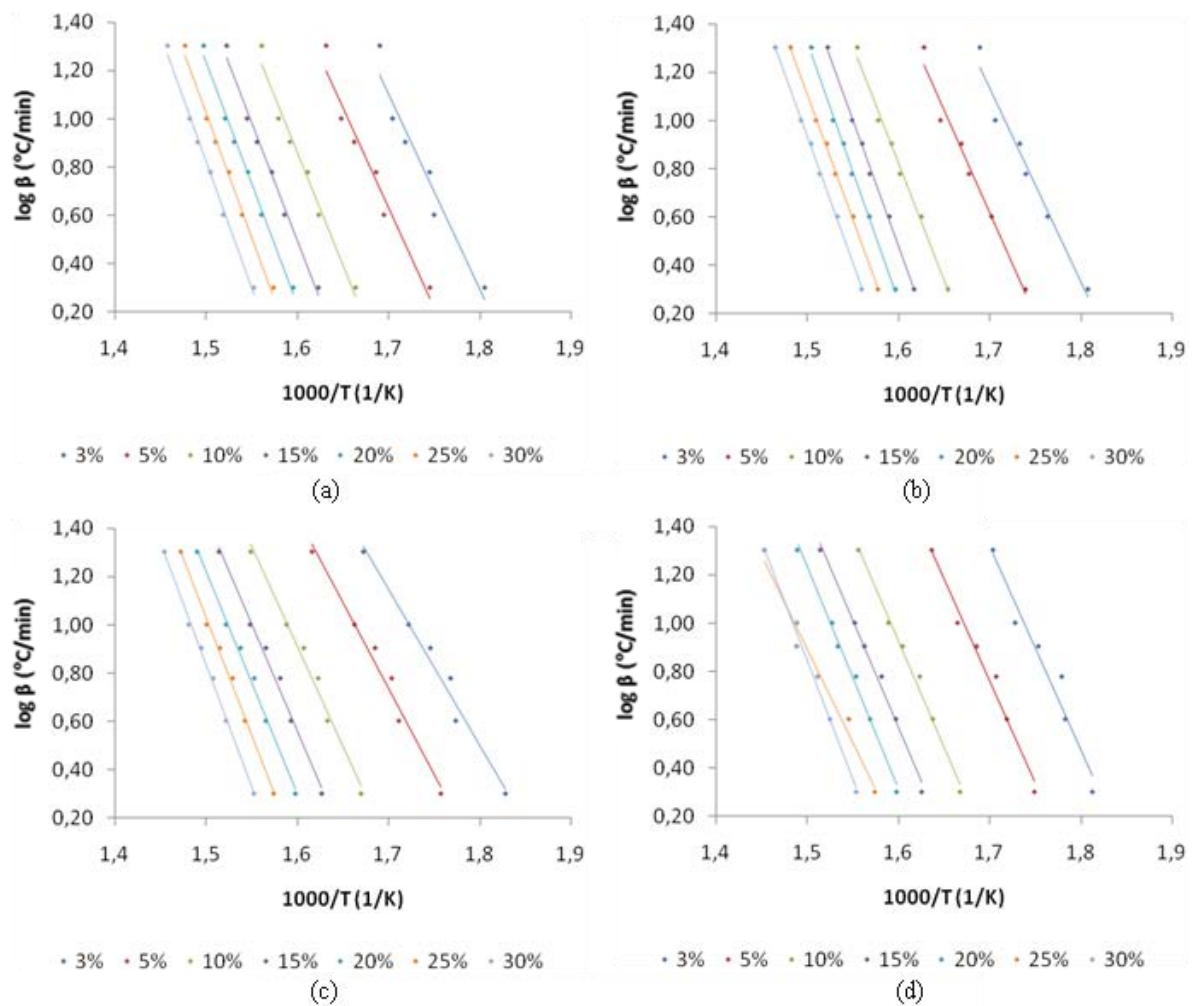 1,40
1,20
1,00
0,80
0,60
0,40
0,20
log β (°C/min)
1,4 1,5 1,6 1,7 1,8 1,9
1000/T (1/K)
3% 5% 10% 15% 20% 25% 30%
(a)
1,40
1,20
1,00
0,80
0,60
0,40
0,20
log β (°C/min)
1,4 1,5 1,6 1,7 1,8 1,9
1000/T (1/K)
3% 5% 10% 15% 20% 25% 30%
(b)
1,40
1,20
1,00
0,80
0,60
0,40
0,20
log β (°C/min)
1,4 1,5 1,6 1,7 1,8 1,9
1000/T (1/K)
3% 5% 10% 15% 20% 25% 30%
(c)
1,40
1,20
1,00
0,80
0,60
0,40
0,20
log β (°C/min)
1,4 1,5 1,6 1,7 1,8 1,9
1000/T (1/K)
3% 5% 10% 15% 20% 25% 30%
(d)